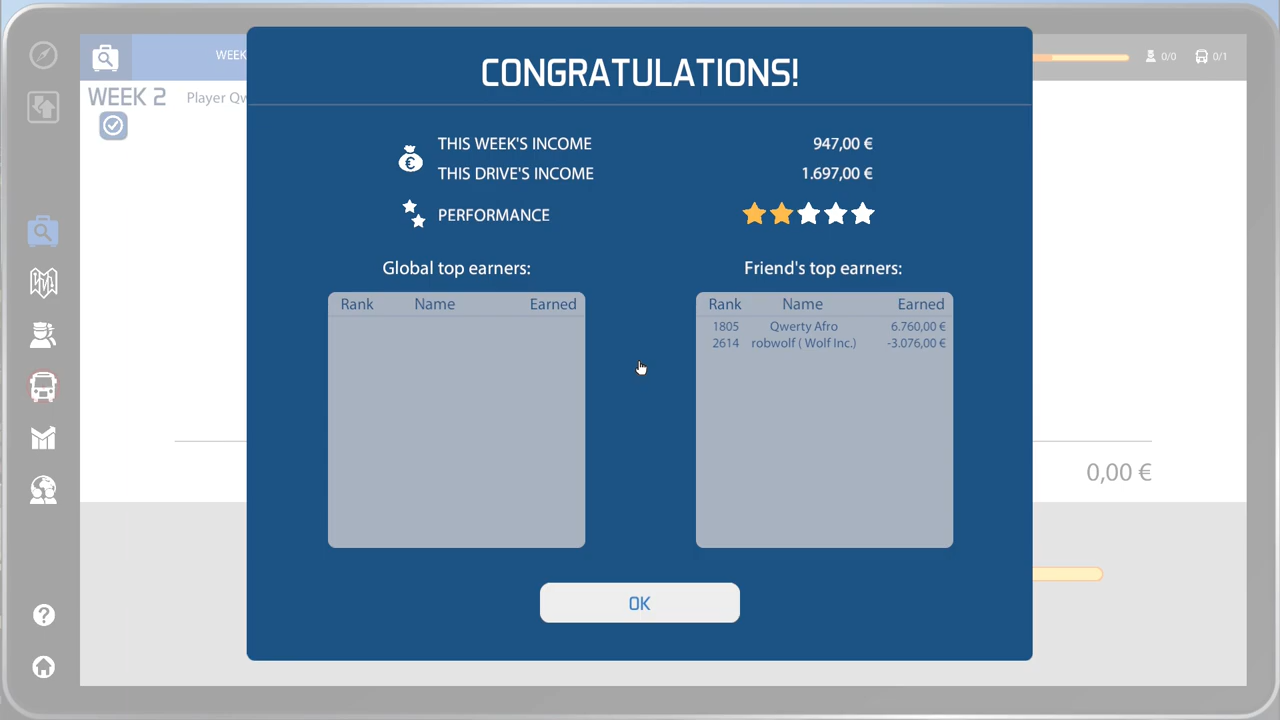 CONGRATULATIONS!
WEEK
0/0
0/1
WEEK 2 Player Qw
THIS WEEK'S INCOME 947,00 €
THIS DRIVE'S INCOME 1.697,00 €
PERFORMANCE
Global top earners:
Rank Name Earned
Friend's top earners:
Rank Name Earned
1805 Qwerty Afro 6.760,00 €
2614 robwolf ( Wolf Inc.) -3.076,00 €
0,00 €
OK